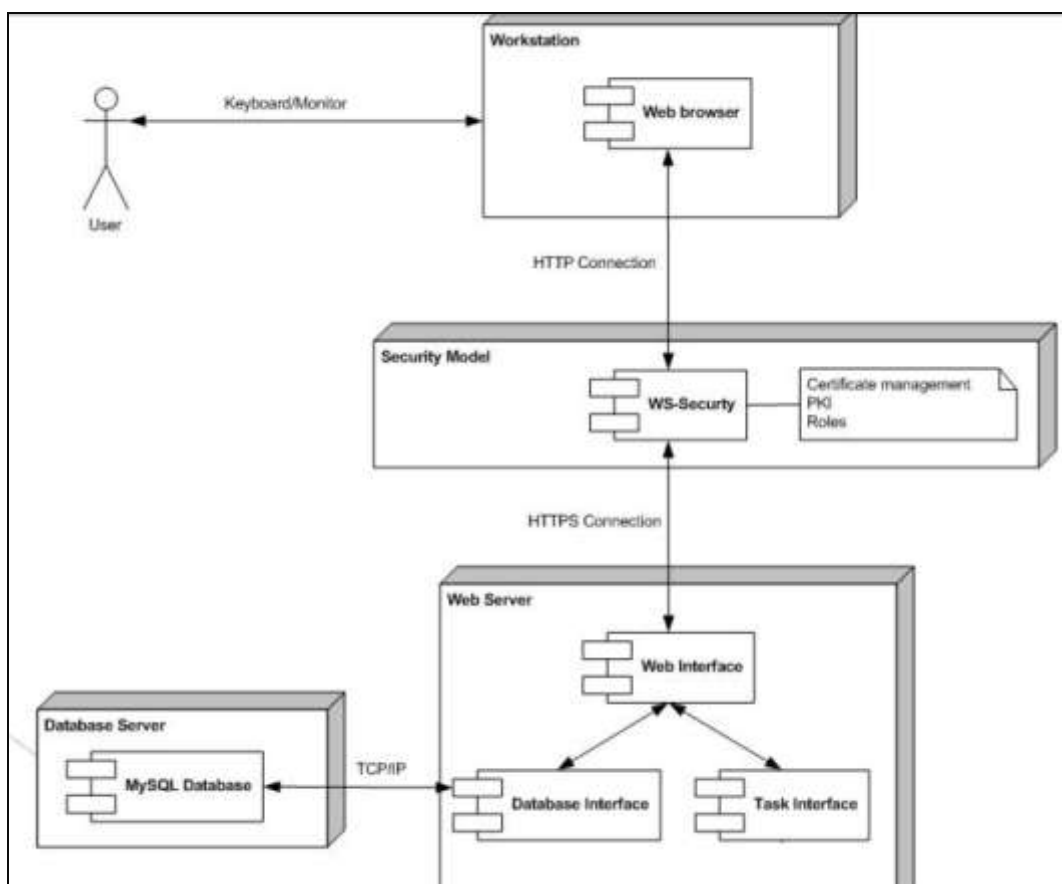 Workstation
Web browser
Keyboard/Monitor
User
HTTP Connection
Security Model
WS-Securty
Certificate management
PKI
Roles
HTTPS Connection
Web Server
Web Interface
Database Server
MySQL Database
TCP/IP
Database Interface
Task Interface